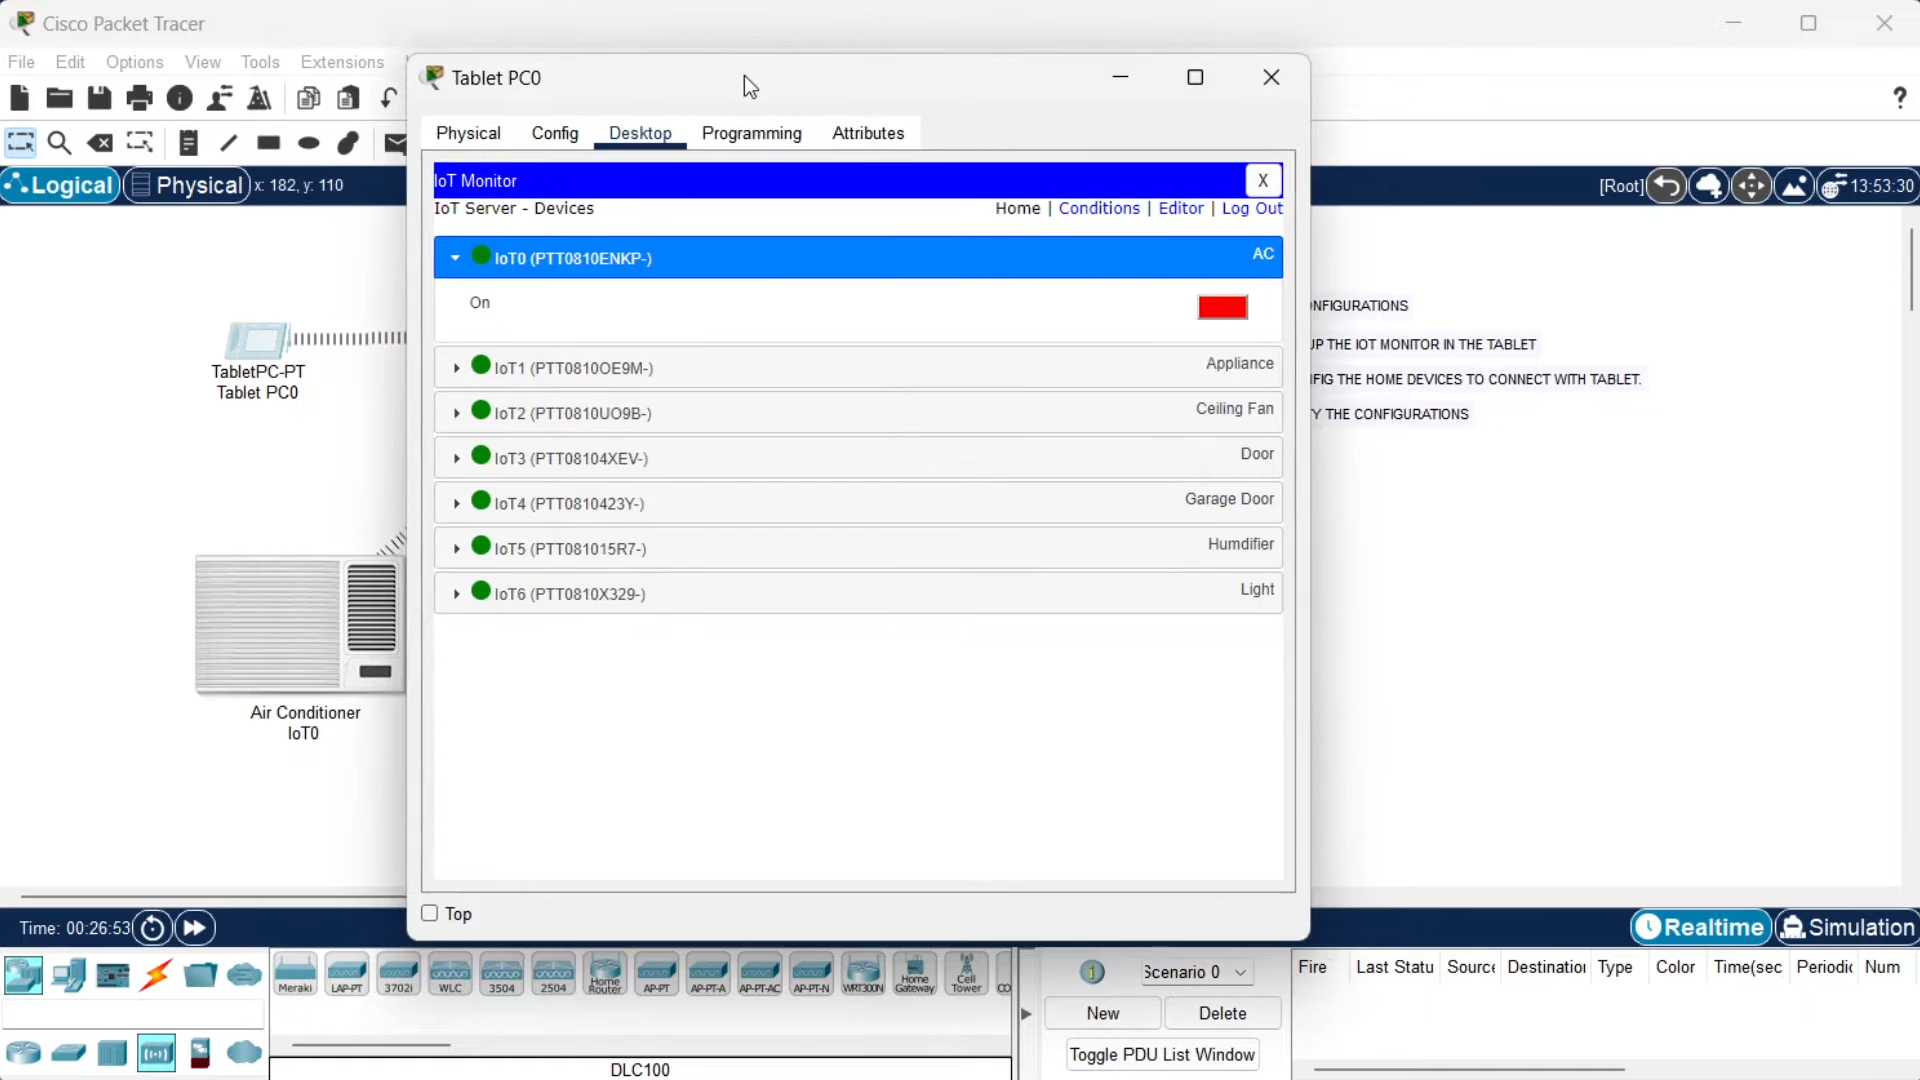 Cisco Packet Tracer
File Edit Options View Tools Extensions
Tablet PC0
Physical Config Desktop Programming Attributes
Logical Physical x: 182, y: 110
[Root] 13:53:30
IoT Monitor X
IoT Server - Devices Home | Conditions | Editor | Log Out
IoT0 (PTT0810ENKP-) AC
On
IoT1 (PTT0810OE9M-) Appliance
IoT2 (PTT0810UO9B-) Ceiling Fan
IoT3 (PTT08104XEV-) Door
IoT4 (PTT0810423Y-) Garage Door
IoT5 (PTT081015R7-) Humdifier
IoT6 (PTT0810X329-) Light
Top
TabletPC-PT
Tablet PC0
Air Conditioner
IoT0
NFIGURATIONS
UP THE IOT MONITOR IN THE TABLET
FIG THE HOME DEVICES TO CONNECT WITH TABLET.
Y THE CONFIGURATIONS
Time: 00:26:53
Realtime Simulation
Meraki LAP-PT 3702i WLC 3504 2504 Home Router AP-PT AP-PT-A AP-PT-AC AP-PT-N WRT300N Home Gateway Cell Tower CO
DLC100
Scenario 0
New Delete
Toggle PDU List Window
Fire Last Statu Source Destination Type Color Time(sec Periodic Num